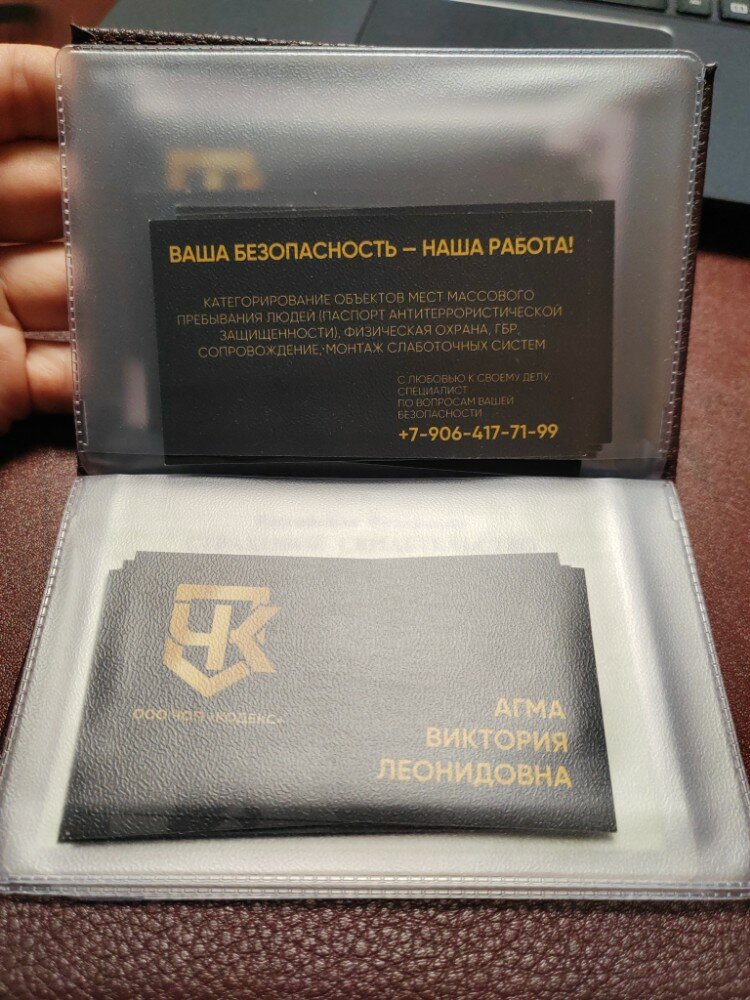 ВАША БЕЗОПАСНОСТЬ — НАША РАБОТА!
КАТЕГОРИРОВАНИЕ ОБЪЕКТОВ МЕСТ МАССОВОГО
ПРЕБЫВАНИЯ ЛЮДЕЙ (ПАСПОРТ АНТИТЕРРОРИСТИЧЕСКОЙ
ЗАЩИЩЕННОСТИ), ФИЗИЧЕСКАЯ ОХРАНА, ГБР,
СОПРОВОЖДЕНИЕ, МОНТАЖ СЛАБОТОЧНЫХ СИСТЕМ
С ЛЮБОВЬЮ К СВОЕМУ ДЕЛУ,
СПЕЦИАЛИСТ
ПО ВОПРОСАМ ВАШЕЙ
БЕЗОПАСНОСТИ
+7-906-417-71-99
ЧК
ООО ЧОП «КОДЕКС»
АГМА
ВИКТОРИЯ
ЛЕОНИДОВНА